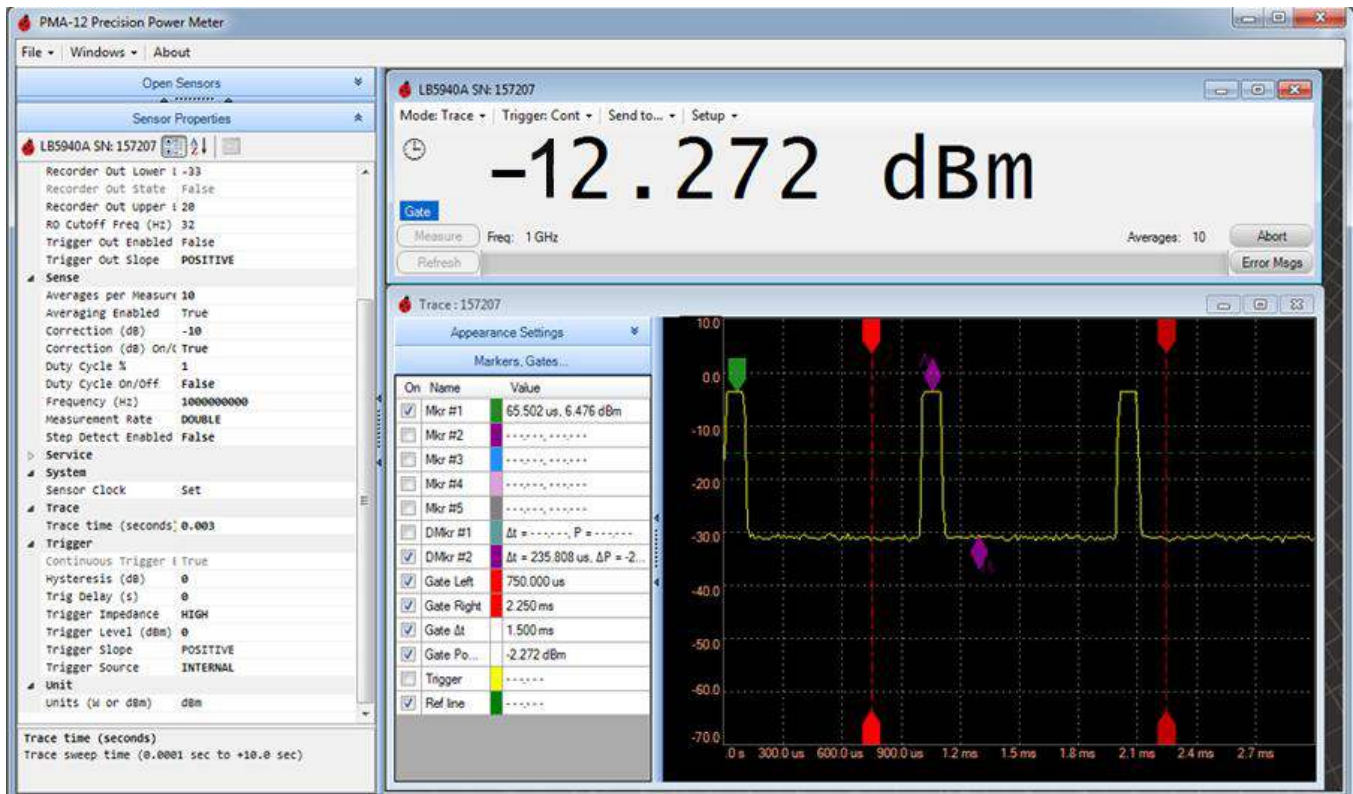 PMA-12 Precision Power Meter
File Windows About
Open Sensors
Sensor Properties
LB5940A SN: 157207
Recorder Out Lower -33
Recorder Out State False
Recorder Out Upper 20
RO Cutoff Freq (Hz) 32
Trigger Out Enabled False
Trigger Out Slope POSITIVE
Sense
Averages per Measure 10
Averaging Enabled True
Correction (dB) -10
Correction (dB) On/ True
Duty Cycle % 1
Duty Cycle On/Off False
Frequency (Hz) 1000000000
Measurement Rate DOUBLE
Step Detect Enabled False
Service
System
Sensor Clock Set
Trace
Trace time (seconds) 0.003
Trigger
Continuous Trigger True
Hysteresis (dB) 0
Trig Delay (s) 0
Trigger Impedance HIGH
Trigger Level (dBm) 0
Trigger Slope POSITIVE
Trigger Source INTERNAL
Unit
Units (W or dBm) dBm
Trace time (seconds)
Trace sweep time (0.0001 sec to +10.0 sec)
LB5940A SN: 157207
Mode: Trace Trigger: Cont Send to... Setup
-12.272 dBm
Gate
Measure Freq: 1 GHz Averages: 10 Abort
Refresh Error Msgs
Trace : 157207
Appearance Settings
Markers, Gates...
On Name Value
Mkr #1 65.502 us, 6.476 dBm
Mkr #2 ---.---, ---.---
Mkr #3 ---.---, ---.---
Mkr #4 ---.---, ---.---
Mkr #5 ---.---, ---.---
DMkr #1 Δt = ---.---, P = ---.---
DMkr #2 Δt = 235.808 us, ΔP = -2...
Gate Left 750.000 us
Gate Right 2.250 ms
Gate Δt 1.500 ms
Gate Po... -2.272 dBm
Trigger ---.---
Ref line ---.---
10.0
0.0
-10.0
-20.0
-30.0
-40.0
-50.0
-60.0
-70.0
.0 s 300.0 us 600.0 us 900.0 us 1.2 ms 1.5 ms 1.8 ms 2.1 ms 2.4 ms 2.7 ms